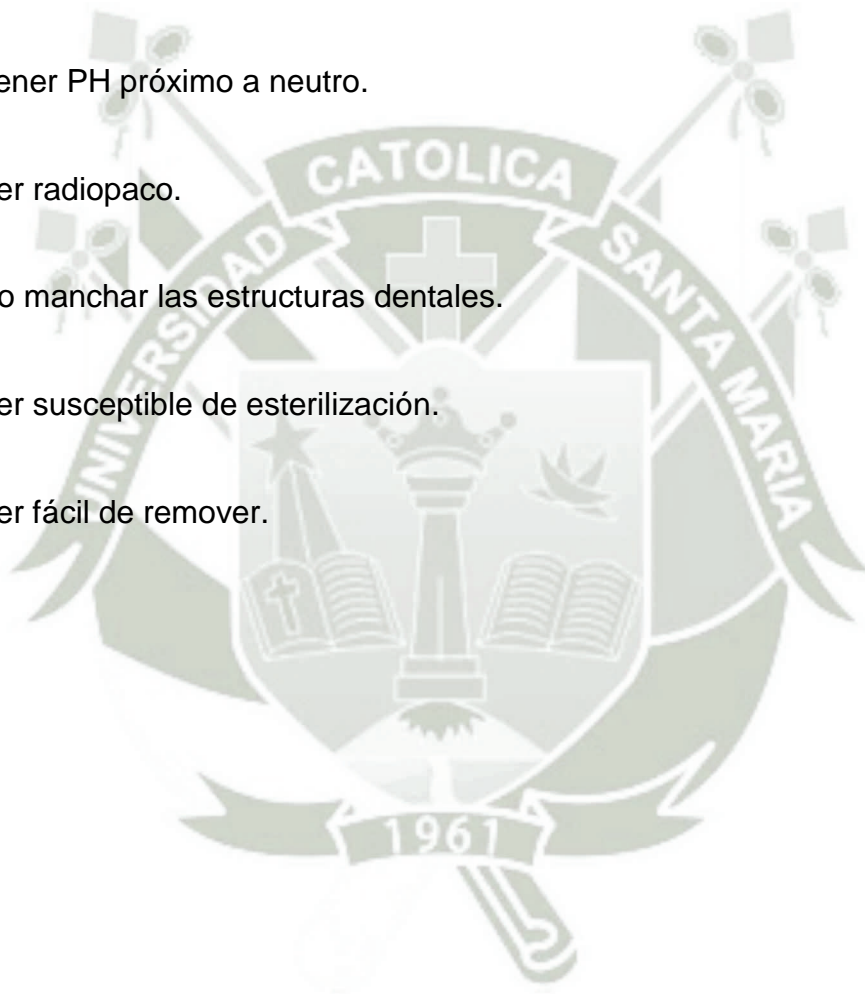 ener PH próximo a neutro.
er radiopaco.
o manchar las estructuras dentales.
er susceptible de esterilización.
er fácil de remover.
UNIVERSIDAD CATOLICA SANTA MARIA
1961